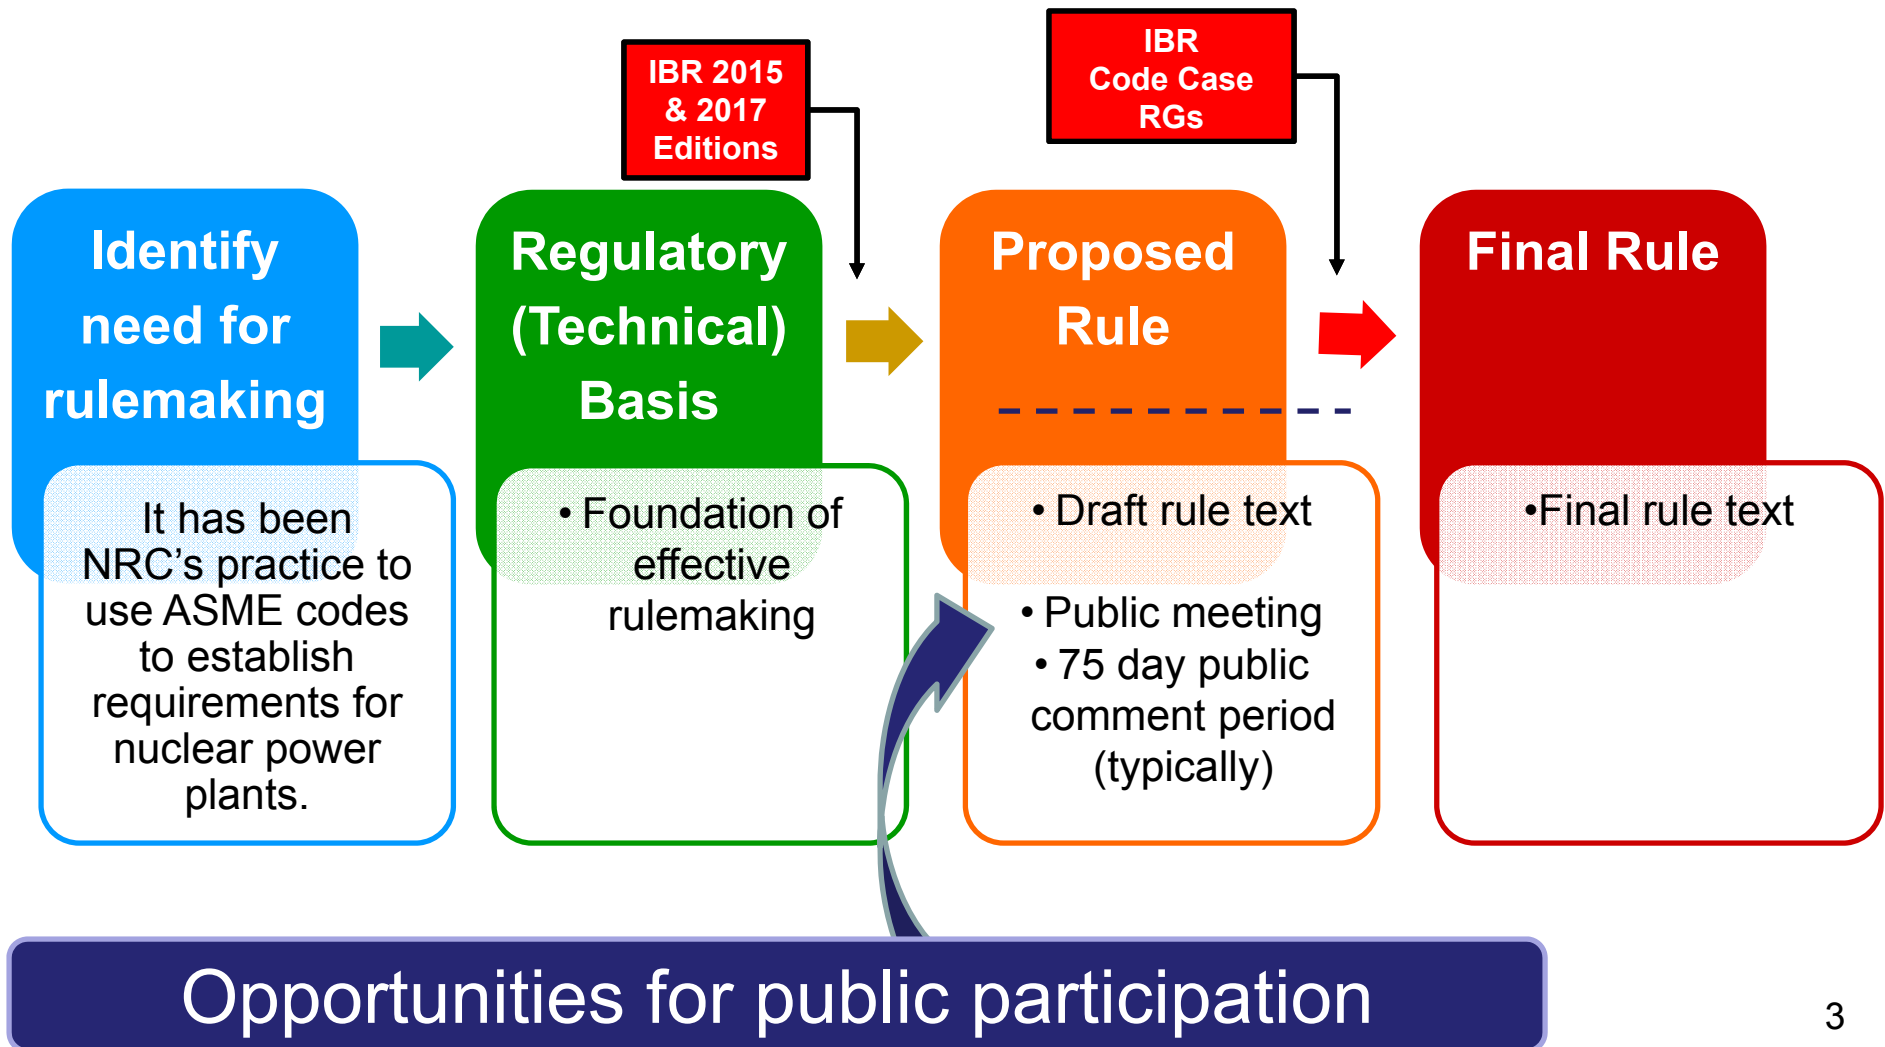 IBR 2015
& 2017
Editions
IBR
Code Case
RGs
Identify
need for
rulemaking
It has been
NRC’s practice to
use ASME codes
to establish
requirements for
nuclear power
plants.
Regulatory
(Technical)
Basis
• Foundation of
effective
rulemaking
Proposed
Rule
• Draft rule text
• Public meeting
• 75 day public
comment period
(typically)
Final Rule
•Final rule text
Opportunities for public participation
3